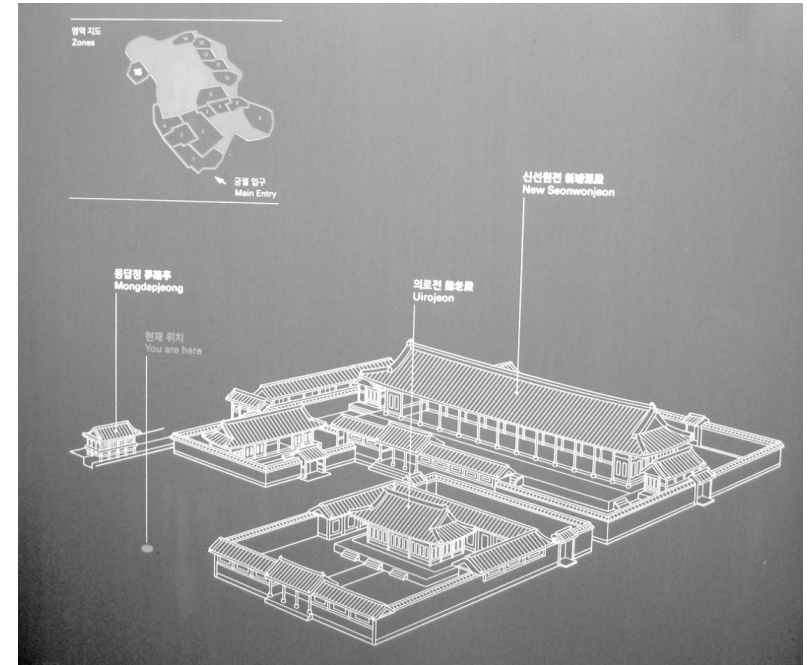 영역 지도
Zones
15
궁궐 입구
Main Entry
신선원전 新璿源殿
New Seonwonjeon
몽답정 夢踏亭
Mongdapjeong
의로전 懿老殿
Uirojeon
현재 위치
You are here